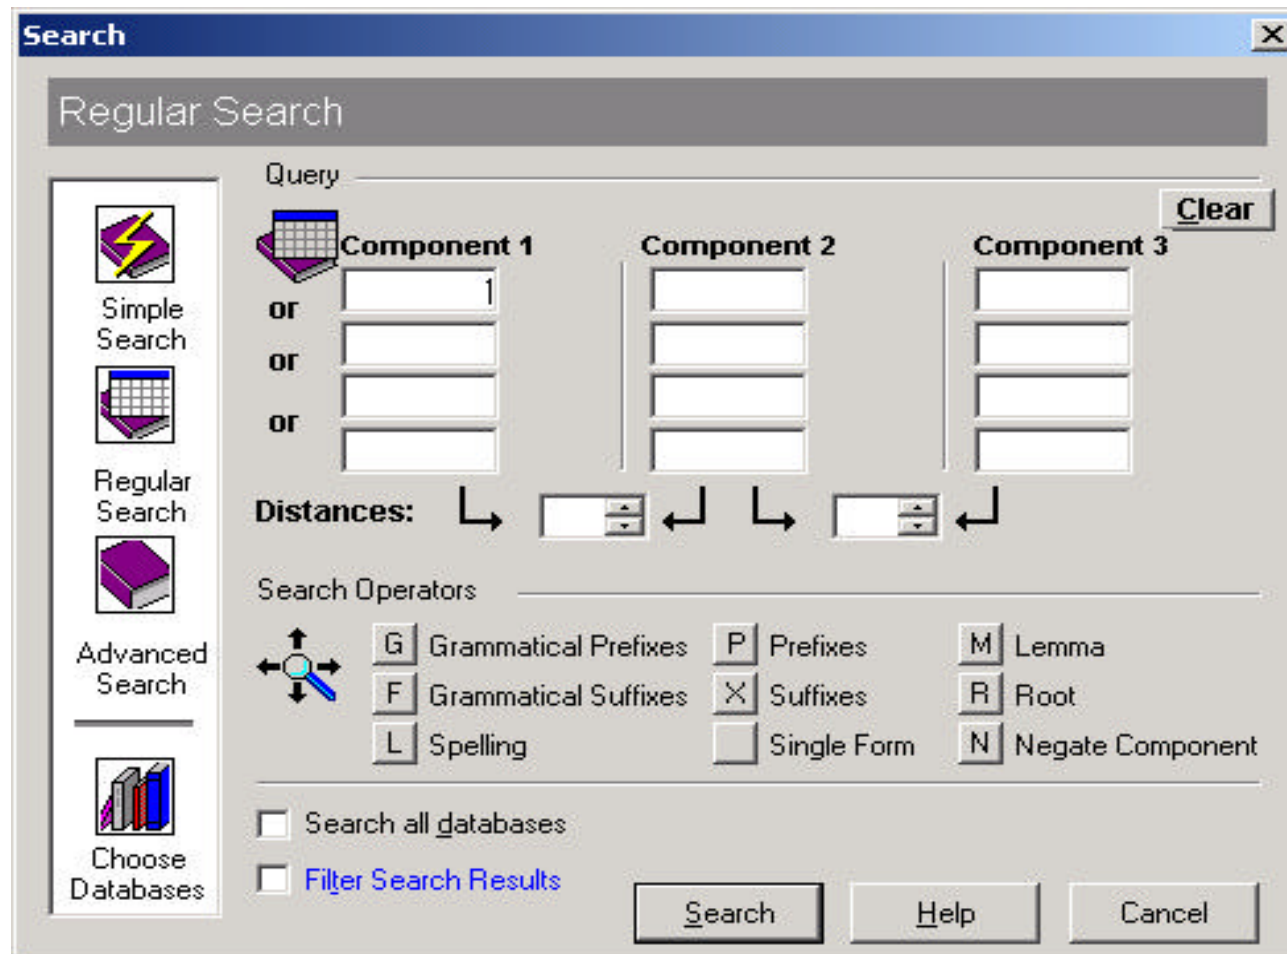 Search
Regular Search
Simple
Search
Regular
Search
Advanced
Search
Choose
Databases
Query
Clear
Component 1 Component 2 Component 3
1
or
or
or
Distances:
Search Operators
G Grammatical Prefixes P Prefixes M Lemma
F Grammatical Suffixes X Suffixes R Root
L Spelling Single Form N Negate Component
Search all databases
Filter Search Results
Search Help Cancel